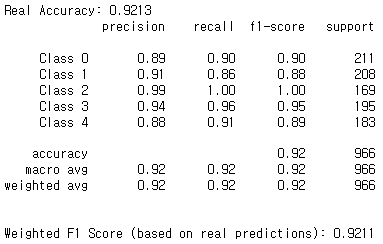 Real Accuracy: 0.9213
precision recall f1-score support
Class 0 0.89 0.90 0.90 211
Class 1 0.91 0.86 0.88 208
Class 2 0.99 1.00 1.00 169
Class 3 0.94 0.96 0.95 195
Class 4 0.88 0.91 0.89 183
accuracy 0.92 966
macro avg 0.92 0.92 0.92 966
weighted avg 0.92 0.92 0.92 966
Weighted F1 Score (based on real predictions): 0.9211